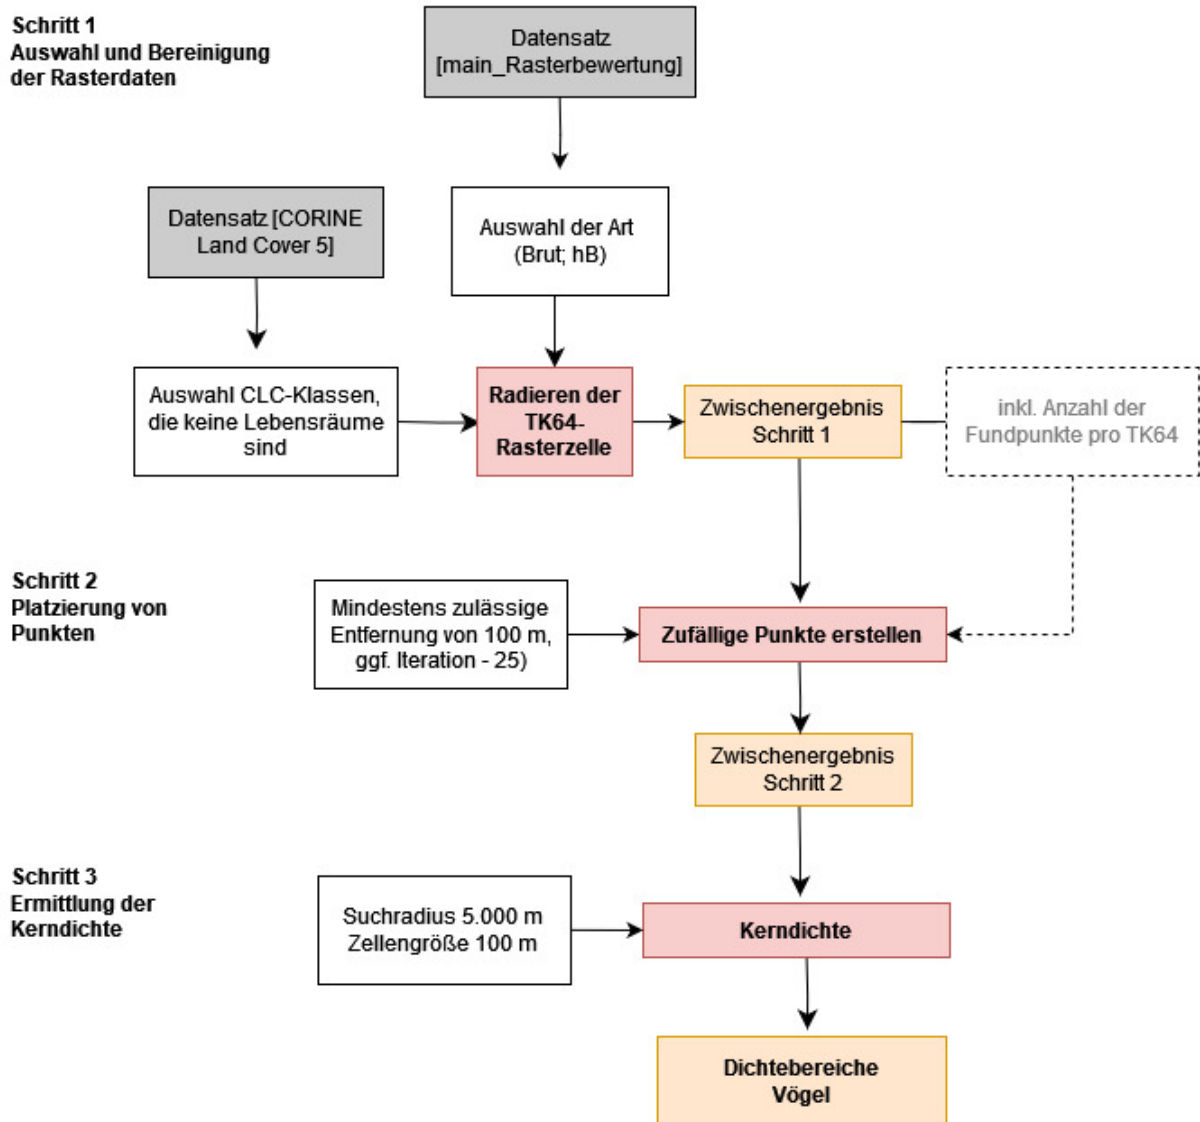 Schritt 1
Auswahl und Bereinigung
der Rasterdaten
Datensatz
[main_Rasterbewertung]
Datensatz [CORINE
Land Cover 5]
Auswahl der Art
(Brut; hB)
Auswahl CLC-Klassen,
die keine Lebensräume
sind
Radieren der
TK64-
Rasterzelle
Zwischenergebnis
Schritt 1
inkl. Anzahl der
Fundpunkte pro TK64
Schritt 2
Platzierung von
Punkten
Mindestens zulässige
Entfernung von 100 m,
ggf. Iteration - 25)
Zufällige Punkte erstellen
Zwischenergebnis
Schritt 2
Schritt 3
Ermittlung der
Kerndichte
Suchradius 5.000 m
Zellengröße 100 m
Kerndichte
Dichtebereiche
Vögel